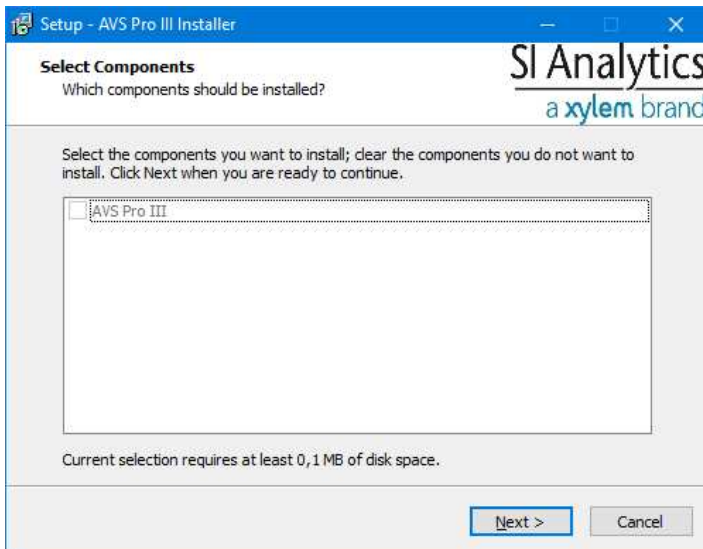 Setup - AVS Pro III Installer
SI Analytics
a xylem brand
Select Components
Which components should be installed?
Select the components you want to install; clear the components you do not want to
install. Click Next when you are ready to continue.
AVS Pro III
Current selection requires at least 0,1 MB of disk space.
Next >
Cancel